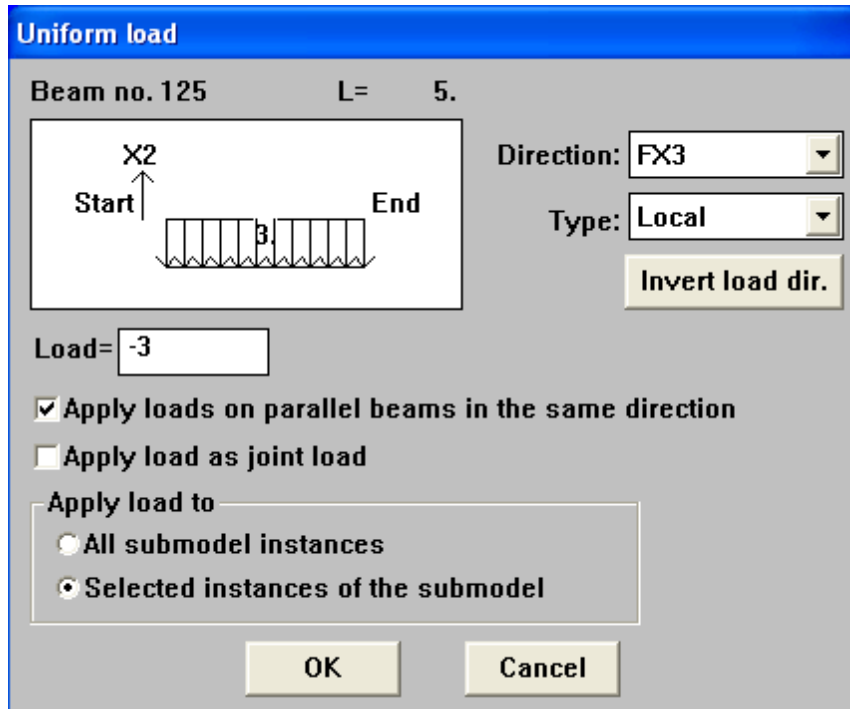 Uniform load
Beam no. 125 L= 5.
X2
Start End
3.
Direction: FX3
Type: Local
Invert load dir.
Load= -3
Apply loads on parallel beams in the same direction
Apply load as joint load
Apply load to
All submodel instances
Selected instances of the submodel
OK Cancel